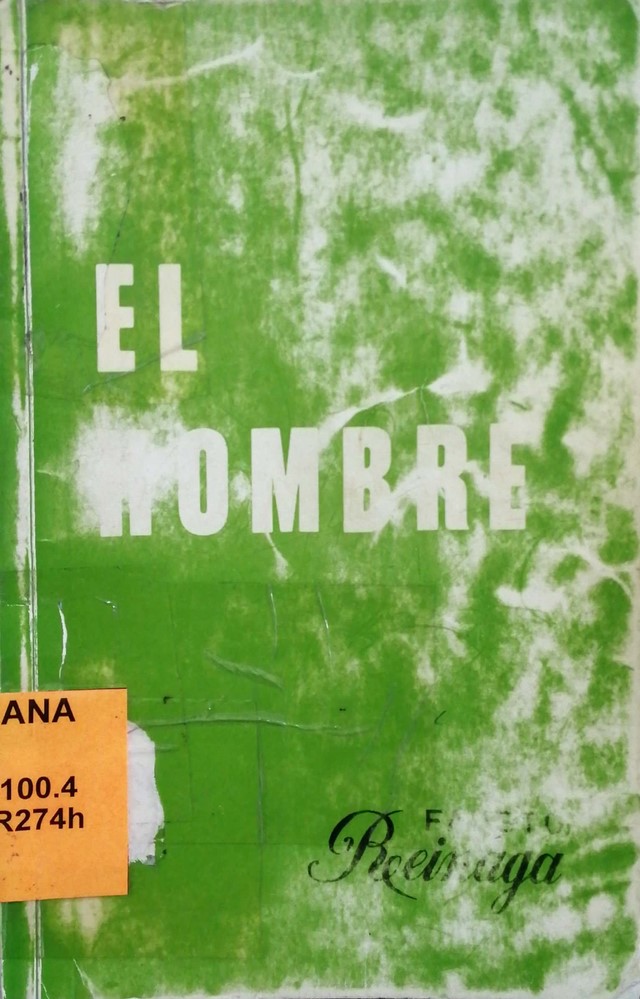 EL
HOMBRE
ANA
100.4
R274h
Reinaga